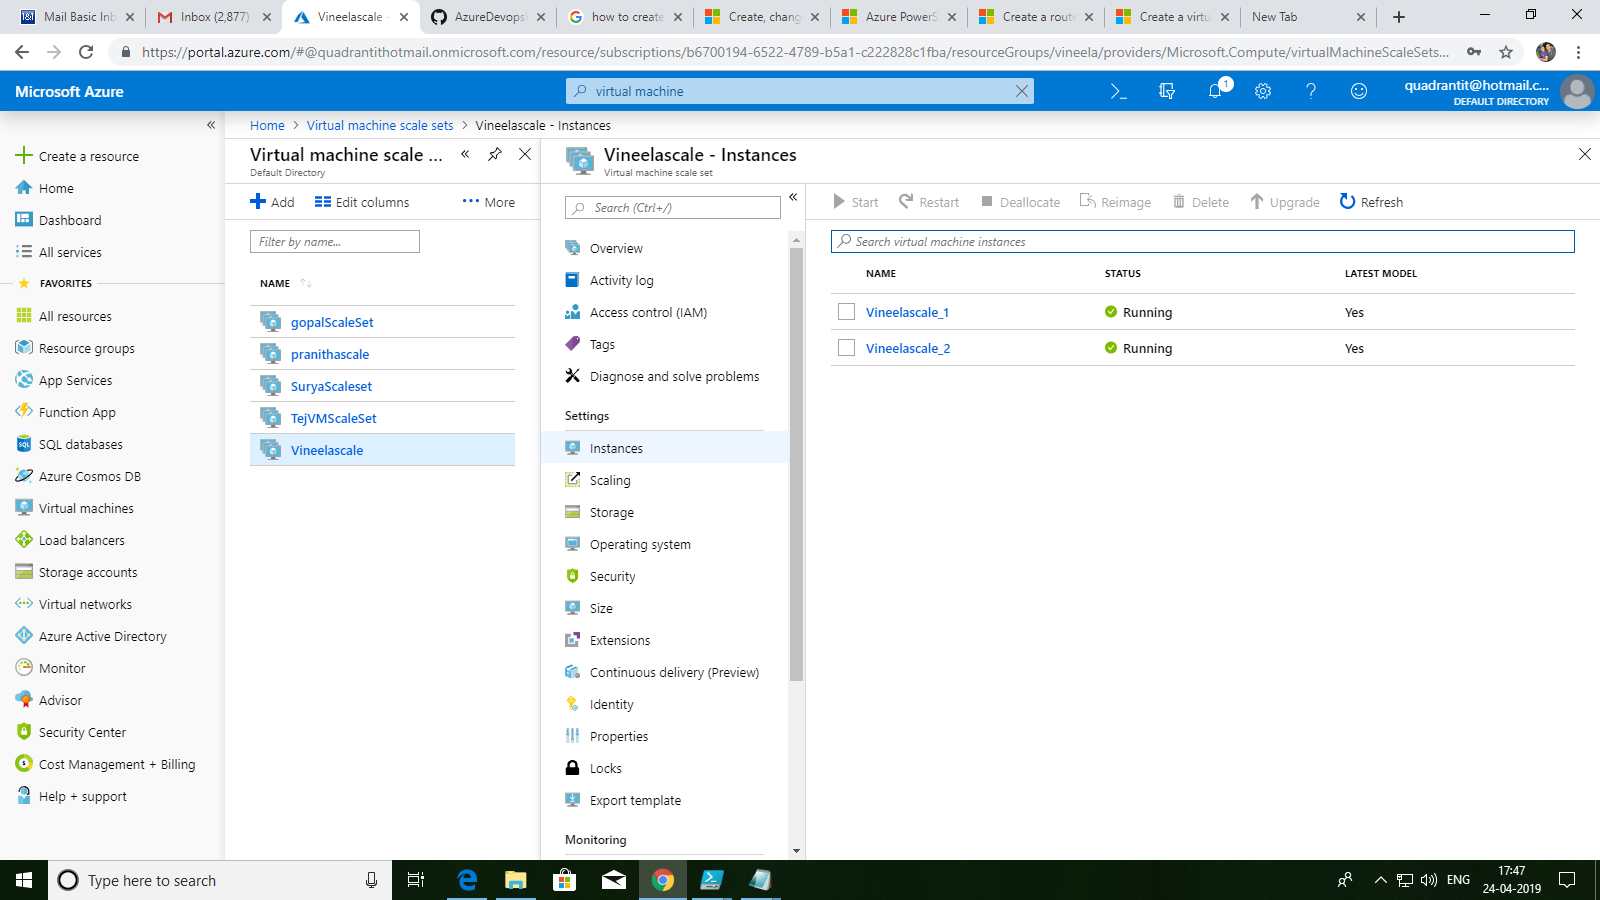 Mail Basic Inb
Inbox (2,877)
Vineelascale -
AzureDevops
how to create
Create, chang
Azure PowerS
Create a route
Create a virtu
New Tab
https://portal.azure.com/#@quadrantithotmail.onmicrosoft.com/resource/subscriptions/b6700194-6522-4789-b5a1-c222828c1fba/resourceGroups/vineela/providers/Microsoft.Compute/virtualMachineScaleSets...
Microsoft Azure
virtual machine
1
quadrantit@hotmail.c...
DEFAULT DIRECTORY
Create a resource
Home
Dashboard
All services
FAVORITES
All resources
Resource groups
App Services
Function App
SQL databases
Azure Cosmos DB
Virtual machines
Load balancers
Storage accounts
Virtual networks
Azure Active Directory
Monitor
Advisor
Security Center
Cost Management + Billing
Help + support
Home > Virtual machine scale sets > Vineelascale - Instances
Virtual machine scale ...
Default Directory
Add
Edit columns
More
Filter by name...
NAME
gopalScaleSet
pranithascale
SuryaScaleset
TejVMScaleSet
Vineelascale
Vineelascale - Instances
Virtual machine scale set
Search (Ctrl+/)
Overview
Activity log
Access control (IAM)
Tags
Diagnose and solve problems
Settings
Instances
Scaling
Storage
Operating system
Security
Size
Extensions
Continuous delivery (Preview)
Identity
Properties
Locks
Export template
Monitoring
Start
Restart
Deallocate
Reimage
Delete
Upgrade
Refresh
Search virtual machine instances
NAME STATUS LATEST MODEL
Vineelascale_1 Running Yes
Vineelascale_2 Running Yes
Type here to search
ENG
17:47
24-04-2019